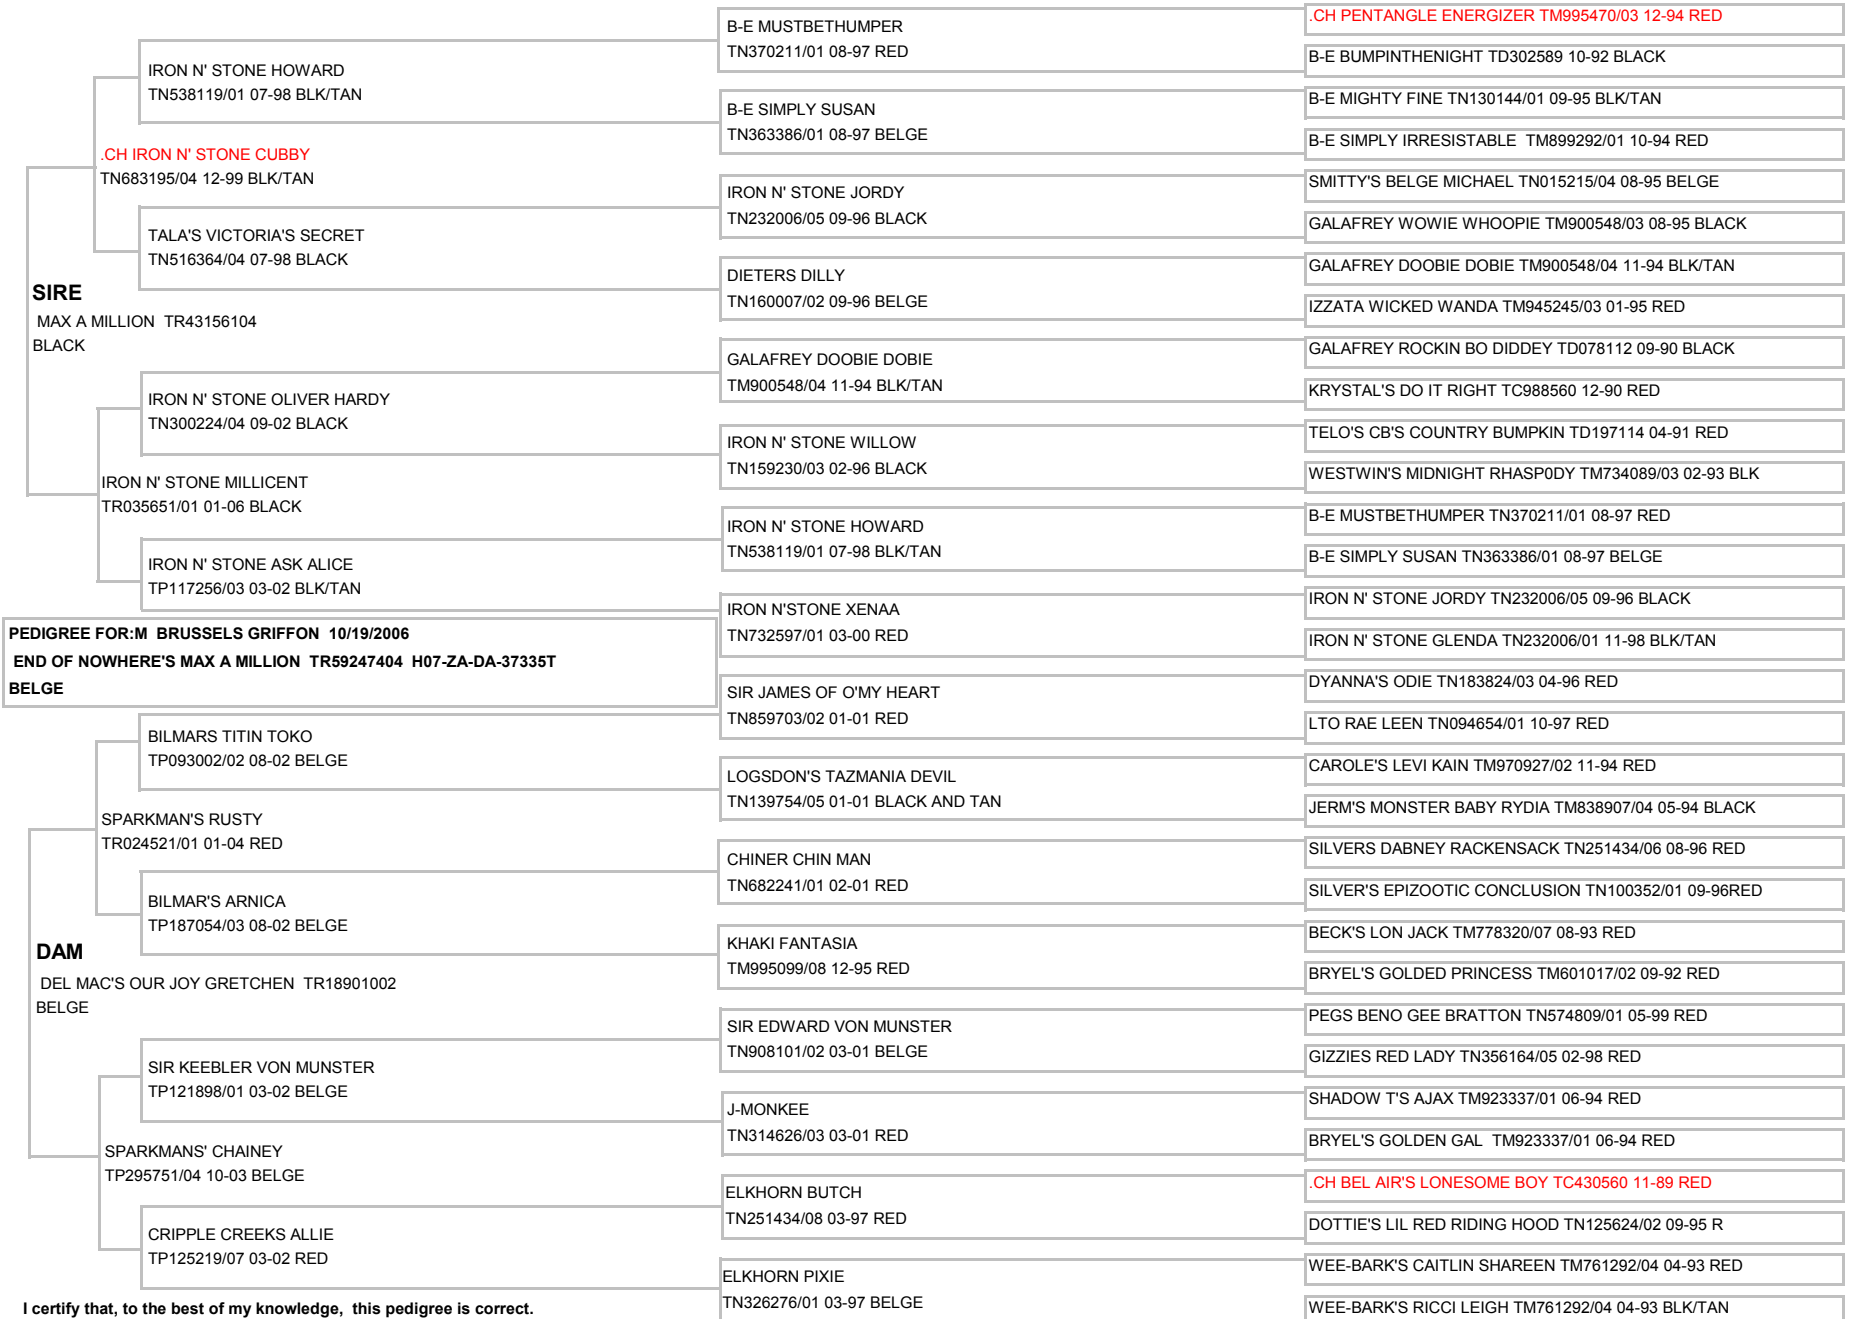 IRON N' STONE HOWARD
TN538119/01 07-98 BLK/TAN
.CH IRON N' STONE CUBBY
TN683195/04 12-99 BLK/TAN
TALA'S VICTORIA'S SECRET
TN516364/04 07-98 BLACK
SIRE
MAX A MILLION TR43156104
BLACK
IRON N' STONE OLIVER HARDY
TN300224/04 09-02 BLACK
IRON N' STONE MILLICENT
TR035651/01 01-06 BLACK
IRON N' STONE ASK ALICE
TP117256/03 03-02 BLK/TAN
PEDIGREE FOR:M BRUSSELS GRIFFON 10/19/2006
END OF NOWHERE'S MAX A MILLION TR59247404 H07-ZA-DA-37335T
BELGE
BILMARS TITIN TOKO
TP093002/02 08-02 BELGE
SPARKMAN'S RUSTY
TR024521/01 01-04 RED
BILMAR'S ARNICA
TP187054/03 08-02 BELGE
DAM
DEL MAC'S OUR JOY GRETCHEN TR18901002
BELGE
SIR KEEBLER VON MUNSTER
TP121898/01 03-02 BELGE
SPARKMANS' CHAINEY
TP295751/04 10-03 BELGE
CRIPPLE CREEKS ALLIE
TP125219/07 03-02 RED
I certify that, to the best of my knowledge, this pedigree is correct.
B-E MUSTBETHUMPER
TN370211/01 08-97 RED
B-E SIMPLY SUSAN
TN363386/01 08-97 BELGE
IRON N' STONE JORDY
TN232006/05 09-96 BLACK
DIETERS DILLY
TN160007/02 09-96 BELGE
GALAFREY DOOBIE DOBIE
TM900548/04 11-94 BLK/TAN
IRON N' STONE WILLOW
TN159230/03 02-96 BLACK
IRON N' STONE HOWARD
TN538119/01 07-98 BLK/TAN
IRON N'STONE XENAA
TN732597/01 03-00 RED
SIR JAMES OF O'MY HEART
TN859703/02 01-01 RED
LOGSDON'S TAZMANIA DEVIL
TN139754/05 01-01 BLACK AND TAN
CHINER CHIN MAN
TN682241/01 02-01 RED
KHAKI FANTASIA
TM995099/08 12-95 RED
SIR EDWARD VON MUNSTER
TN908101/02 03-01 BELGE
J-MONKEE
TN314626/03 03-01 RED
ELKHORN BUTCH
TN251434/08 03-97 RED
ELKHORN PIXIE
TN326276/01 03-97 BELGE
.CH PENTANGLE ENERGIZER TM995470/03 12-94 RED
B-E BUMPINTHENIGHT TD302589 10-92 BLACK
B-E MIGHTY FINE TN130144/01 09-95 BLK/TAN
B-E SIMPLY IRRESISTABLE TM899292/01 10-94 RED
SMITTY'S BELGE MICHAEL TN015215/04 08-95 BELGE
GALAFREY WOWIE WHOOPIE TM900548/03 08-95 BLACK
GALAFREY DOOBIE DOBIE TM900548/04 11-94 BLK/TAN
IZZATA WICKED WANDA TM945245/03 01-95 RED
GALAFREY ROCKIN BO DIDDEY TD078112 09-90 BLACK
KRYSTAL'S DO IT RIGHT TC988560 12-90 RED
TELO'S CB'S COUNTRY BUMPKIN TD197114 04-91 RED
WESTWIN'S MIDNIGHT RHASP0DY TM734089/03 02-93 BLK
B-E MUSTBETHUMPER TN370211/01 08-97 RED
B-E SIMPLY SUSAN TN363386/01 08-97 BELGE
IRON N' STONE JORDY TN232006/05 09-96 BLACK
IRON N' STONE GLENDA TN232006/01 11-98 BLK/TAN
DYANNA'S ODIE TN183824/03 04-96 RED
LTO RAE LEEN TN094654/01 10-97 RED
CAROLE'S LEVI KAIN TM970927/02 11-94 RED
JERM'S MONSTER BABY RYDIA TM838907/04 05-94 BLACK
SILVERS DABNEY RACKENSACK TN251434/06 08-96 RED
SILVER'S EPIZOOTIC CONCLUSION TN100352/01 09-96RED
BECK'S LON JACK TM778320/07 08-93 RED
BRYEL'S GOLDED PRINCESS TM601017/02 09-92 RED
PEGS BENO GEE BRATTON TN574809/01 05-99 RED
GIZZIES RED LADY TN356164/05 02-98 RED
SHADOW T'S AJAX TM923337/01 06-94 RED
BRYEL'S GOLDEN GAL TM923337/01 06-94 RED
.CH BEL AIR'S LONESOME BOY TC430560 11-89 RED
DOTTIE'S LIL RED RIDING HOOD TN125624/02 09-95 R
WEE-BARK'S CAITLIN SHAREEN TM761292/04 04-93 RED
WEE-BARK'S RICCI LEIGH TM761292/04 04-93 BLK/TAN